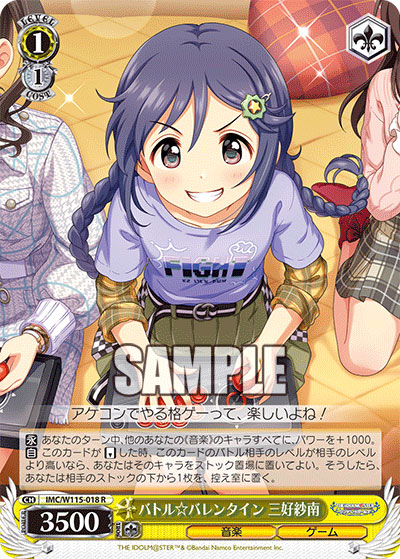 LEVEL
1
1
COST
FIGHT
SAMPLE
アケコンでやる格ゲーって、楽しいよね！
永 あなたのターン中、他のあなたの《音楽》のキャラすべてに、パワーを＋1000。
自 このカードが した時、このカードのバトル相手のレベルが相手のレベル
より高いなら、あなたはそのキャラをストック置場に置いてよい。そうしたら、
あなたは相手のストックの下から1枚を、控え室に置く。
CH IMC/W115-018 R
バトル☆バレンタイン 三好紗南
POWER
3500
SOUL
音楽 ゲーム
THE IDOLM@STER™ & ©Bandai Namco Entertainment Inc.